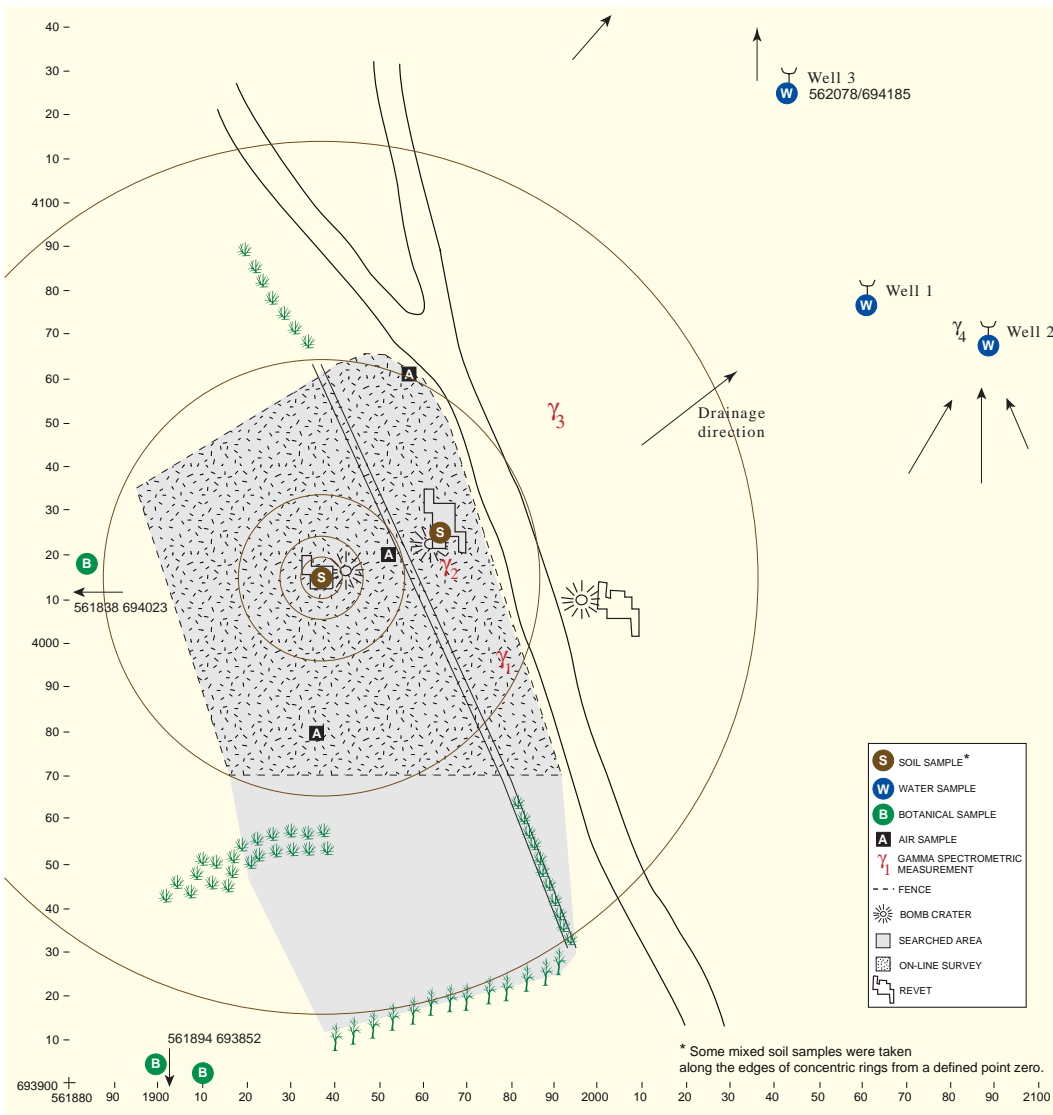 40
30
20
10
4100
90
80
70
60
50
40
30
20
10
4000
90
80
70
60
50
40
30
20
10
693900
561880
90
1900
10
20
30
40
50
60
70
80
90
2000
10
20
30
40
50
60
70
80
90
2100
W
Well 3
562078/694185
W
Well 1
γ4
W
Well 2
A
γ3
Drainage
direction
S
A
γ2
B
S
561838 694023
γ1
A
561894 693852
B
B
S SOIL SAMPLE*
W WATER SAMPLE
B BOTANICAL SAMPLE
A AIR SAMPLE
γ1 GAMMA SPECTROMETRIC
MEASUREMENT
FENCE
BOMB CRATER
SEARCHED AREA
ON-LINE SURVEY
REVET
* Some mixed soil samples were taken
along the edges of concentric rings from a defined point zero.